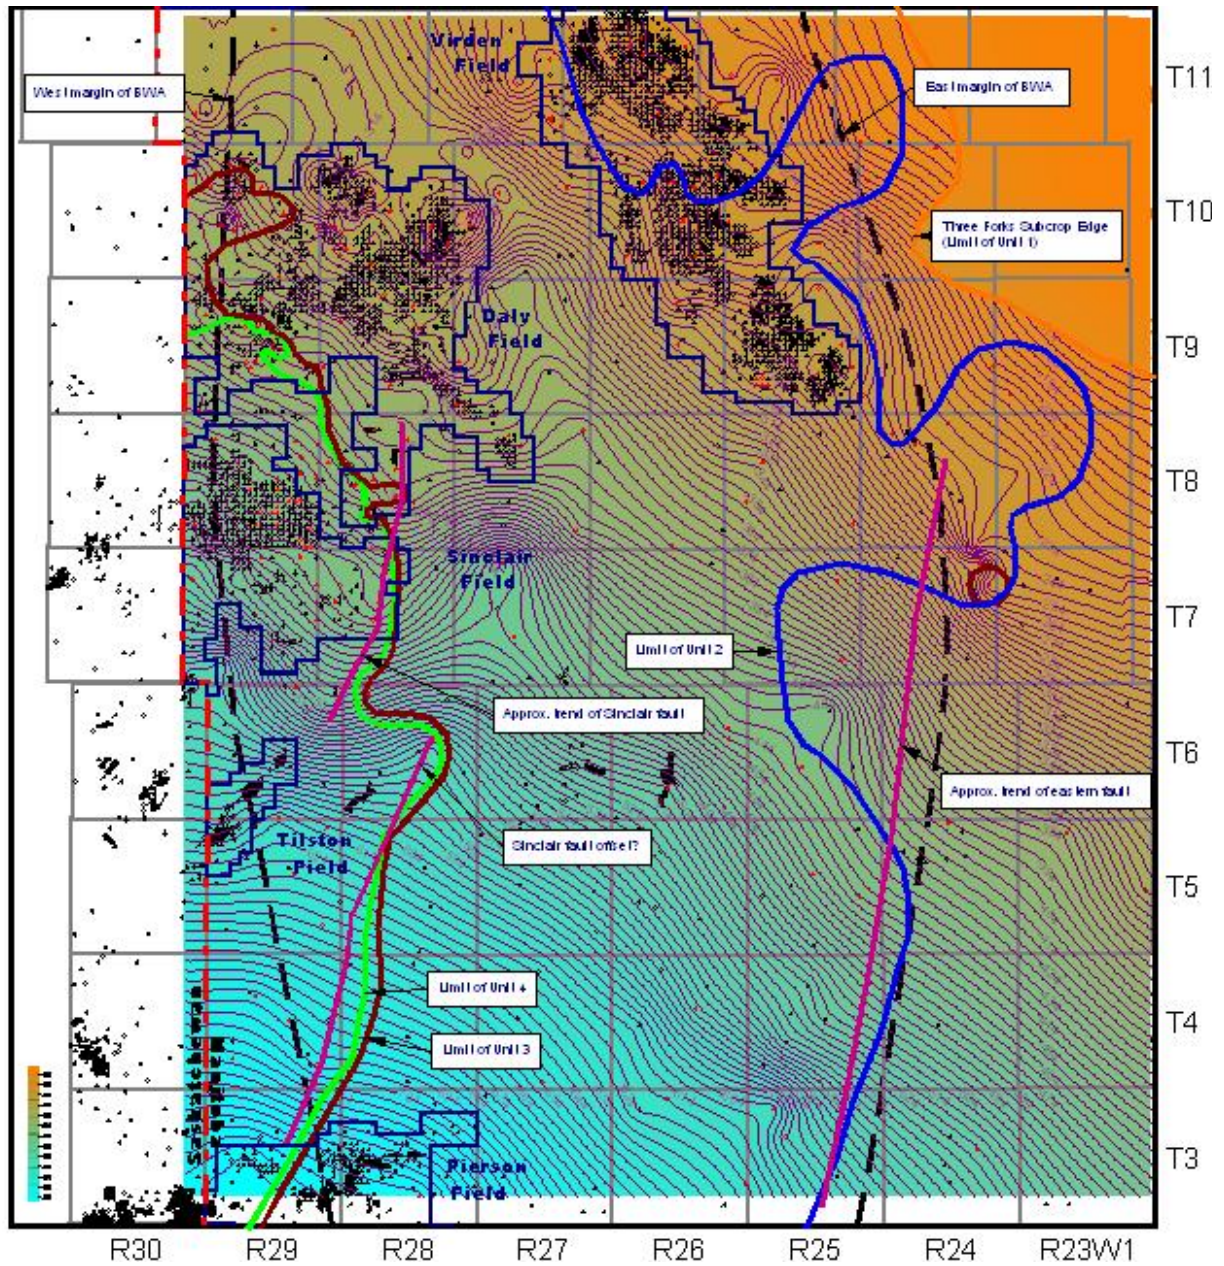 Virden
Field
T11
West margin of BWA
East margin of BWA
T10
Three Forks Subcrop Edge
(Limit of Unit 1)
Daly
Field
T9
T8
Sinclair
Field
T7
Limit of Unit 2
Approx. trend of Sinclair fault
T6
Approx. trend of eastern fault
Tilston
Field
Sinclair fault offset?
T5
Limit of Unit 4
T4
Limit of Unit 3
Saskatchewan
Manitoba
T3
Pierson
Field
R30 R29 R28 R27 R26 R25 R24 R23W1